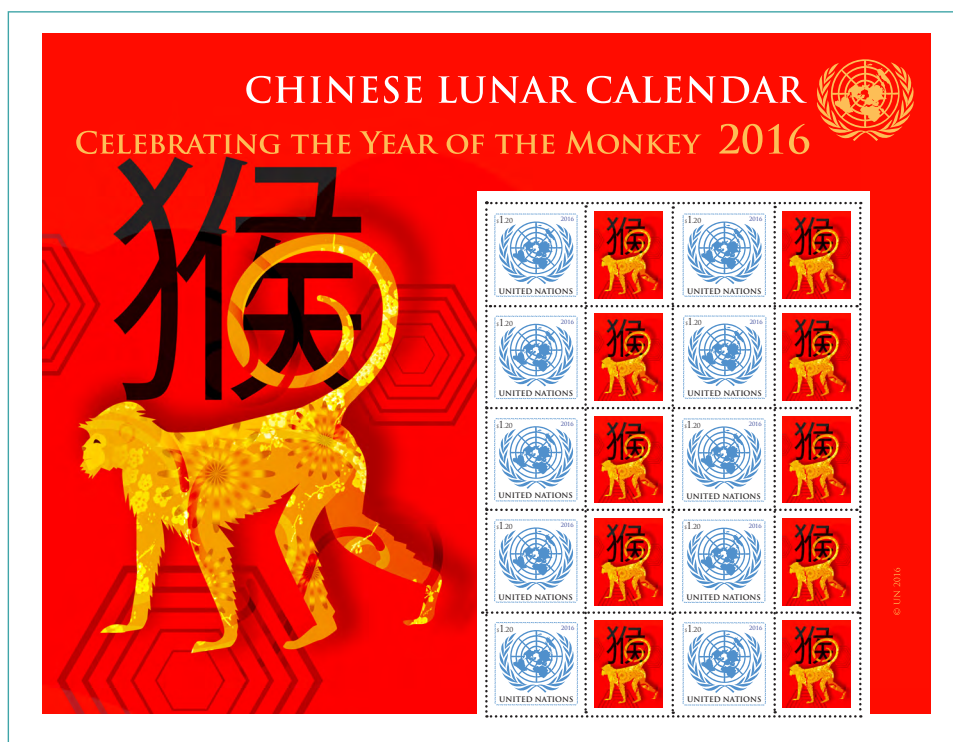 CHINESE LUNAR CALENDAR
CELEBRATING THE YEAR OF THE MONKEY 2016
猴
$1.20 2016 猴 $1.20 2016 猴
UNITED NATIONS UNITED NATIONS
$1.20 2016 猴 $1.20 2016 猴
UNITED NATIONS UNITED NATIONS
$1.20 2016 猴 $1.20 2016 猴
UNITED NATIONS UNITED NATIONS
$1.20 2016 猴 $1.20 2016 猴
UNITED NATIONS UNITED NATIONS
$1.20 2016 猴 $1.20 2016 猴
UNITED NATIONS UNITED NATIONS
© UN 2016